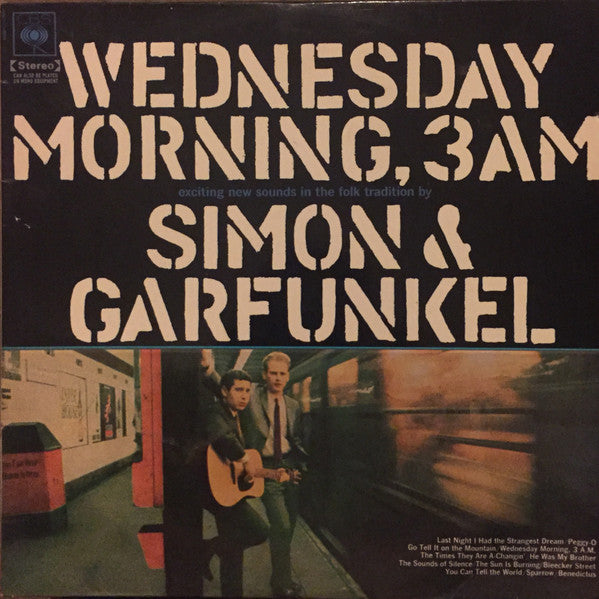 CBS
Stereo
CAN ALSO BE PLAYED
ON MONO EQUIPMENT
WEDNESDAY
MORNING, 3AM
exciting new sounds in the folk tradition by
SIMON &
GARFUNKEL
Last Night I Had the Strangest Dream/Peggy-O
Go Tell It on the Mountain/Wednesday Morning, 3 A.M.
The Times They Are A-Changin'/He Was My Brother
The Sounds of Silence/The Sun Is Burning/Bleecker Street
You Can Tell the World/Sparrow/Benedictus